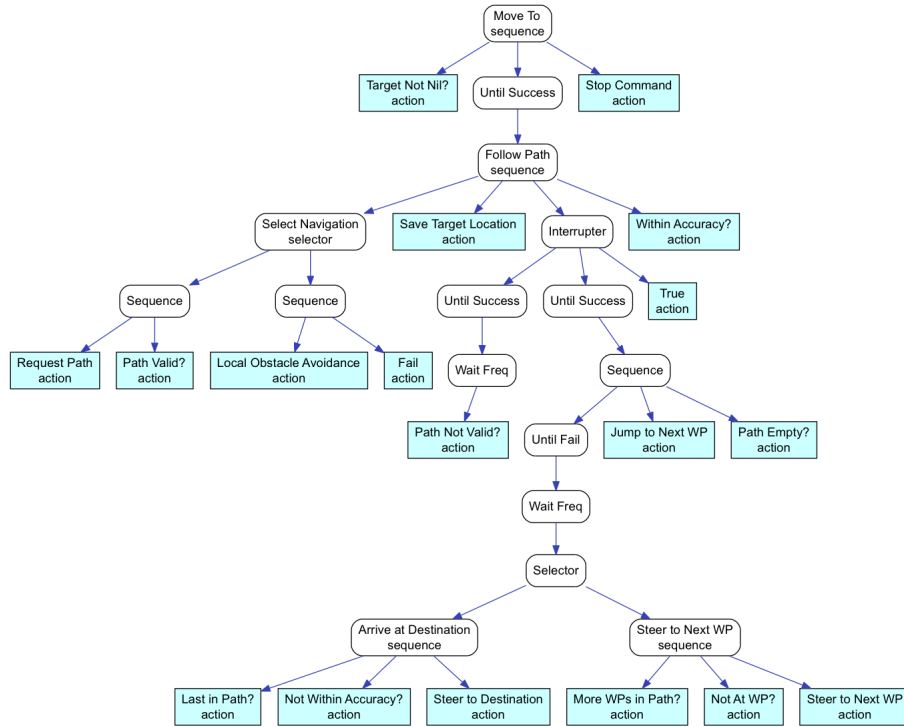 Move To
sequence
Target Not Nil?
action
Until Success
Stop Command
action
Follow Path
sequence
Select Navigation
selector
Save Target Location
action
Interrupter
Within Accuracy?
action
Sequence
Sequence
Until Success
Until Success
True
action
Request Path
action
Path Valid?
action
Local Obstacle Avoidance
action
Fail
action
Wait Freq
Sequence
Path Not Valid?
action
Until Fail
Jump to Next WP
action
Path Empty?
action
Wait Freq
Selector
Arrive at Destination
sequence
Steer to Next WP
sequence
Last in Path?
action
Not Within Accuracy?
action
Steer to Destination
action
More WPs in Path?
action
Not At WP?
action
Steer to Next WP
action